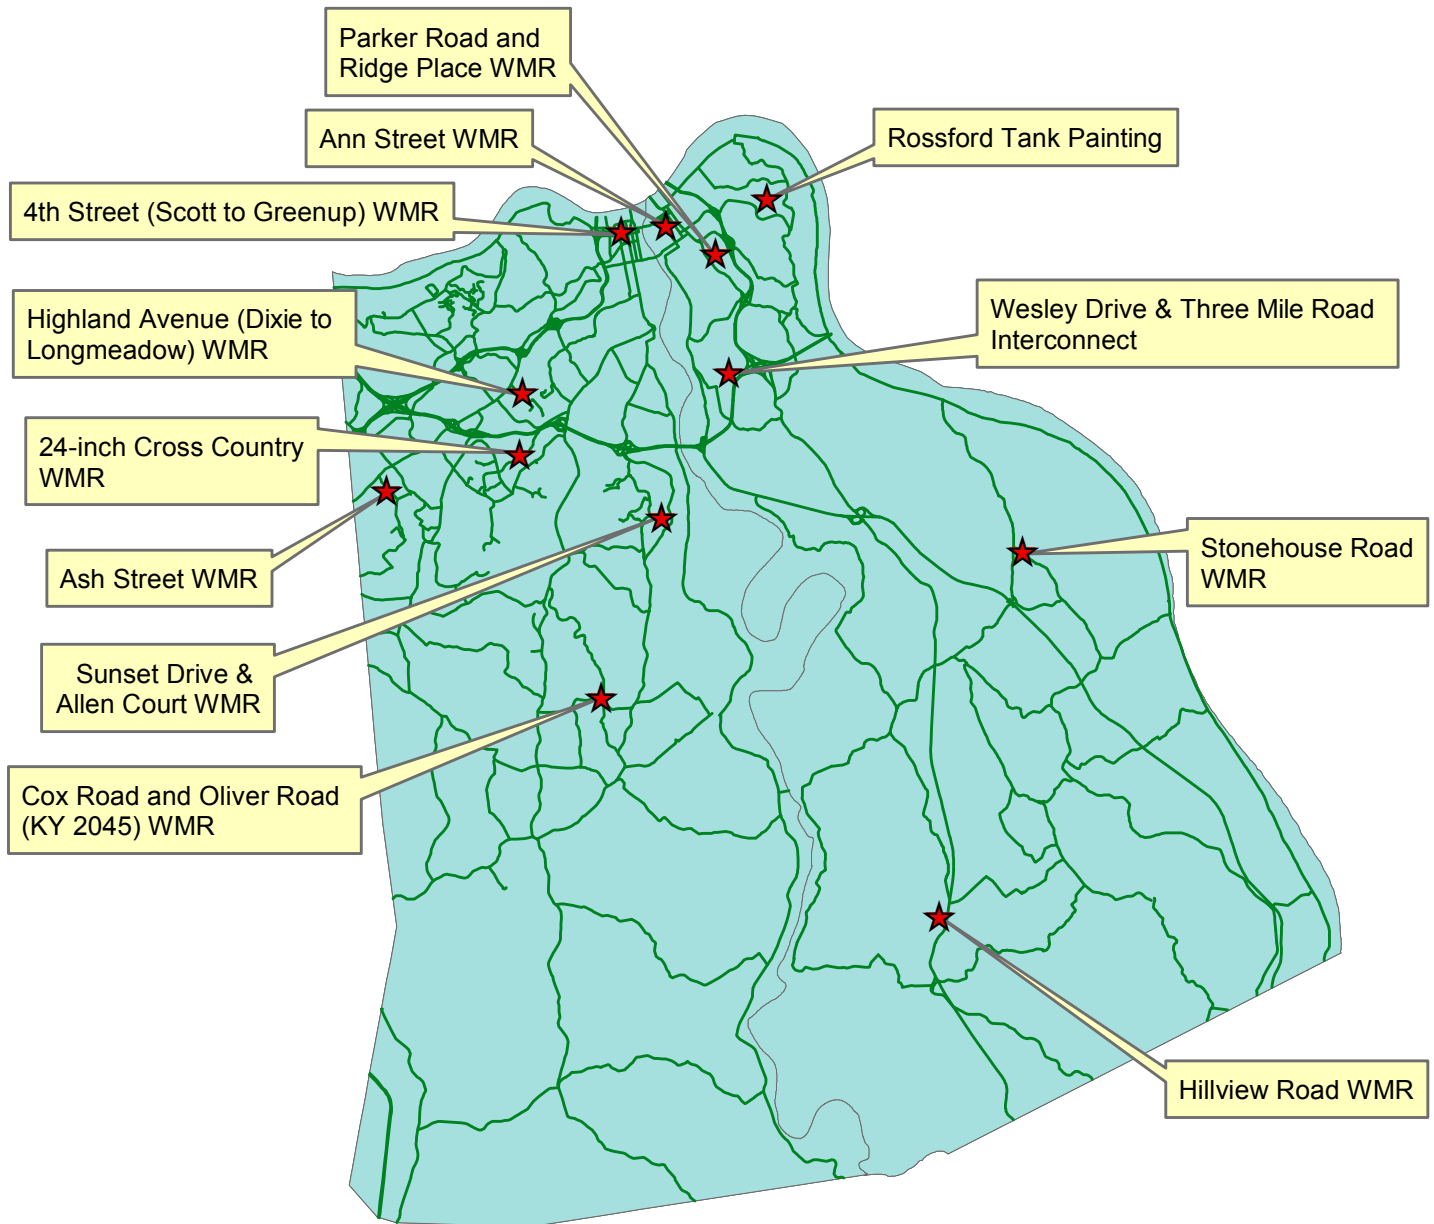 Parker Road and
Ridge Place WMR
Ann Street WMR
Rossford Tank Painting
4th Street (Scott to Greenup) WMR
Highland Avenue (Dixie to
Longmeadow) WMR
Wesley Drive & Three Mile Road
Interconnect
24-inch Cross Country
WMR
Ash Street WMR
Stonehouse Road
WMR
Sunset Drive &
Allen Court WMR
Cox Road and Oliver Road
(KY 2045) WMR
Hillview Road WMR